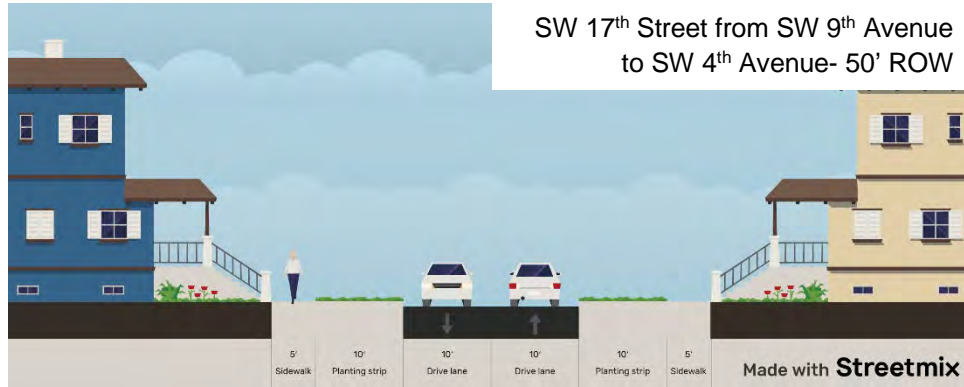 SW 17th Street from SW 9th Avenue
to SW 4th Avenue- 50' ROW
5' 10' 10' 10' 10' 5'
Sidewalk Planting strip Drive lane Drive lane Planting strip Sidewalk
Made with Streetmix